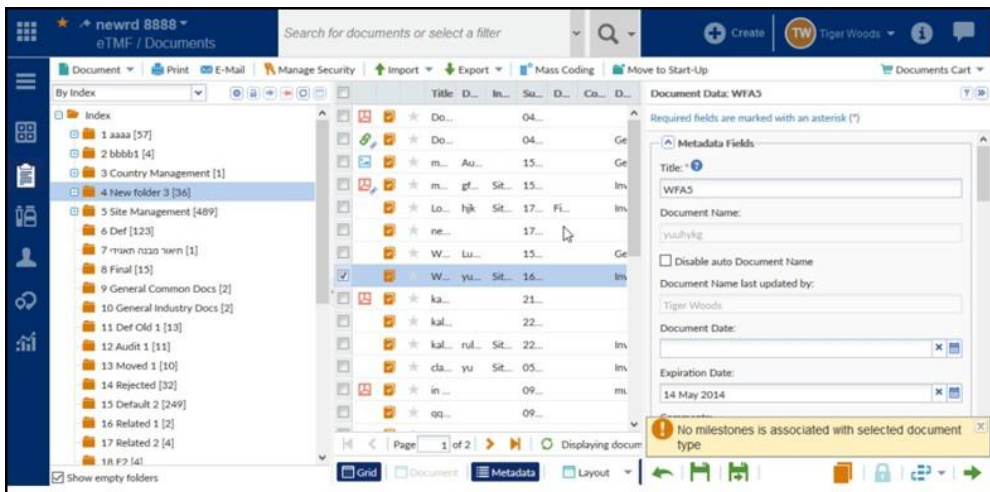 newrd 8888
eTMF / Documents
Search for documents or select a filter
Create
TW
Tiger Woods
Document
Print
E-Mail
Manage Security
Import
Export
Mass Coding
Move to Start-Up
Documents Cart
By Index
Index
1 aaaa [57]
2 bbbb1 [4]
3 Country Management [1]
4 New folder 3 [36]
5 Site Management [489]
6 Def [123]
7 תיאור מבנה תאגידי [1]
8 Final [15]
9 General Common Docs [2]
10 General Industry Docs [2]
11 Def Old 1 [13]
12 Audit 1 [11]
13 Moved 1 [10]
14 Rejected [32]
15 Default 2 [249]
16 Related 1 [2]
17 Related 2 [4]
18 F2 [4]
Show empty folders
Title D... In... Su... D... Co... D...
Do... 04...
Do... 04... Ge
m... Au... 15... Ge
m... gf... Sit... 15... Inv
Lo... hjk Sit... 17... Fi... Inv
ne... 17...
W... Lu... 15... Ge
W... yu... Sit... 16... Inv
ka... 21...
kal... 22...
kal... rul... Sit... 22... Inv
cla... yu Sit... 05... Inv
in ... 09... mu
qq... 09...
Page 1 of 2
Displaying docum
Grid
Document
Metadata
Layout
Document Data: WFA5
Required fields are marked with an asterisk (*)
Metadata Fields
Title: *
WFA5
Document Name:
yuuhykg
Disable auto Document Name
Document Name last updated by:
Tiger Woods
Document Date:
Expiration Date:
14 May 2014
Comments:
No milestones is associated with selected document
type